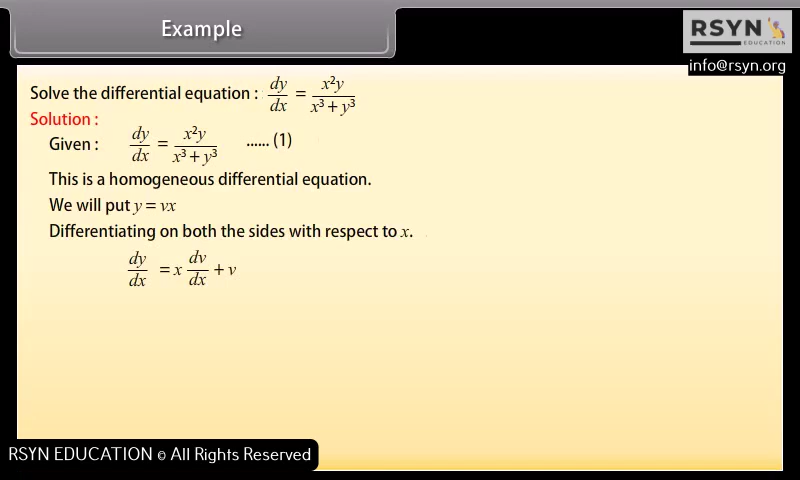 Example
RSYN
EDUCATION
info@rsyn.org
Solve the differential equation : dy/dx = x²y/(x³ + y³)
Solution :
Given : dy/dx = x²y/(x³ + y³) ...... (1)
This is a homogeneous differential equation.
We will put y = vx
Differentiating on both the sides with respect to x.
dy/dx = x dv/dx + v
RSYN EDUCATION © All Rights Reserved